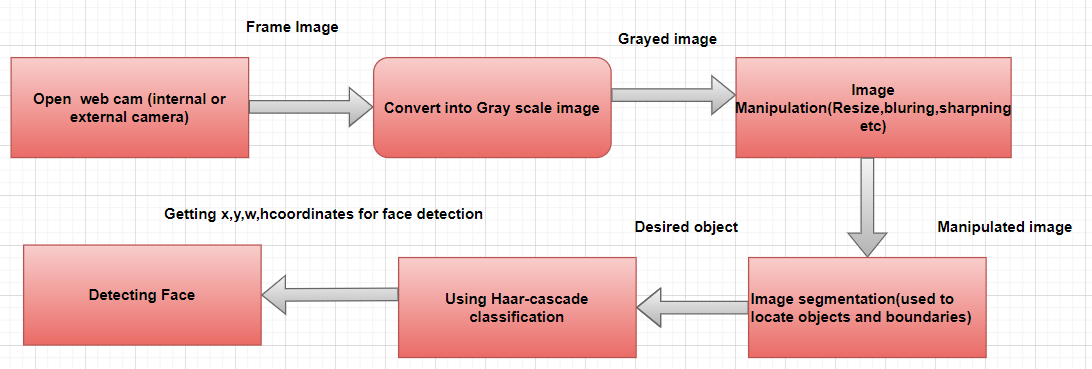 Frame Image
Grayed image
Open web cam (internal or
external camera)
Convert into Gray scale image
Image
Manipulation(Resize,bluring,sharpning
etc)
Getting x,y,w,hcoordinates for face detection
Desired object
Manipulated image
Detecting Face
Using Haar-cascade
classification
Image segmentation(used to
locate objects and boundaries)